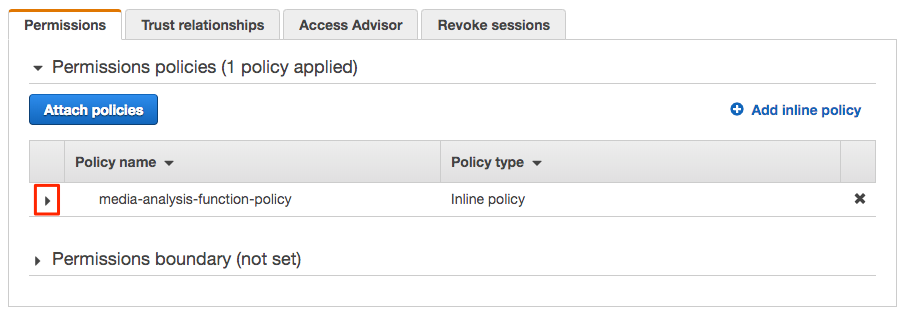 Permissions Trust relationships Access Advisor Revoke sessions
Permissions policies (1 policy applied)
Attach policies Add inline policy
Policy name Policy type
media-analysis-function-policy Inline policy
Permissions boundary (not set)